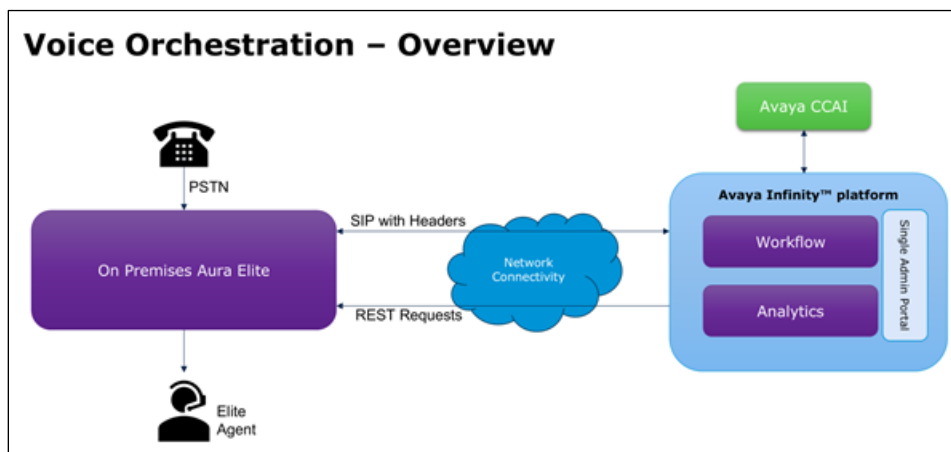 Voice Orchestration – Overview
Avaya CCAI
PSTN
Avaya Infinity™ platform
SIP with Headers
Workflow
On Premises Aura Elite
Network
Connectivity
Single Admin Portal
Analytics
REST Requests
Elite
Agent